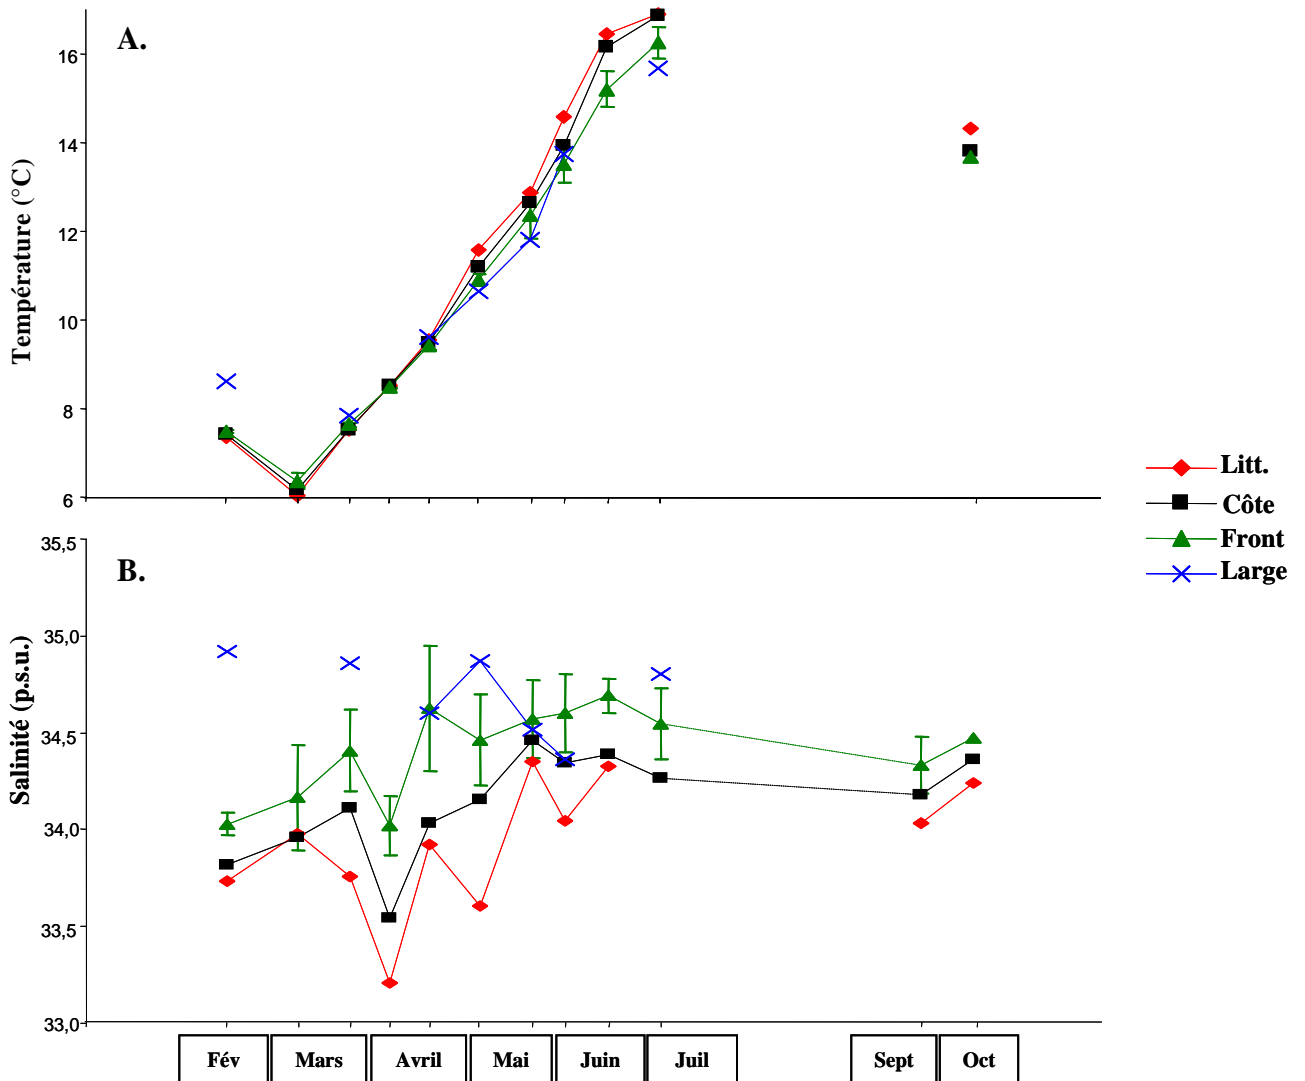 A.
Température (°C)
16
14
12
10
8
6
Litt.
Côte
Front
Large
B.
Salinité (p.s.u.)
35,5
35,0
34,5
34,0
33,5
33,0
Fév
Mars
Avril
Mai
Juin
Juil
Sept
Oct